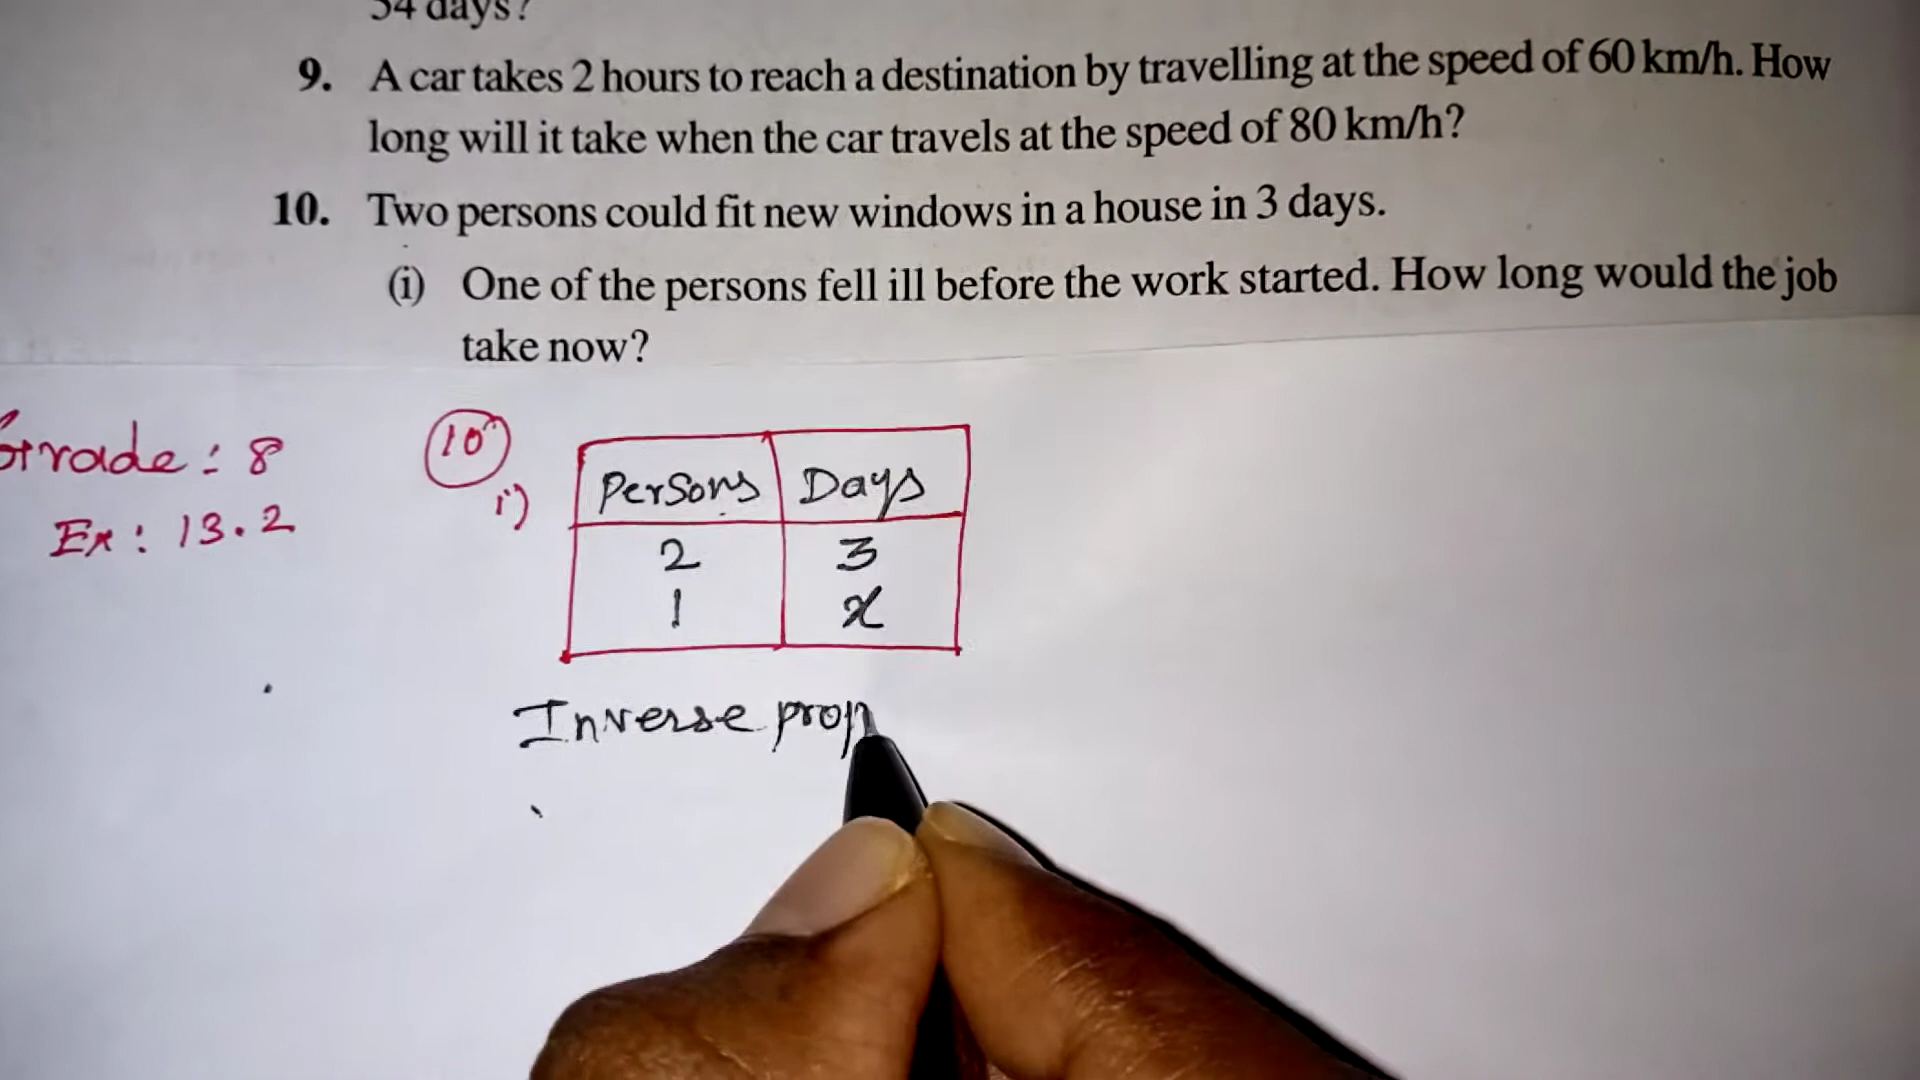 54 days?
9. A car takes 2 hours to reach a destination by travelling at the speed of 60 km/h. How
long will it take when the car travels at the speed of 80 km/h?
10. Two persons could fit new windows in a house in 3 days.
(i) One of the persons fell ill before the work started. How long would the job
take now?
Grade: 8
Ex: 13.2
10
i)
Persons Days
2 3
1 x
Inverse prop